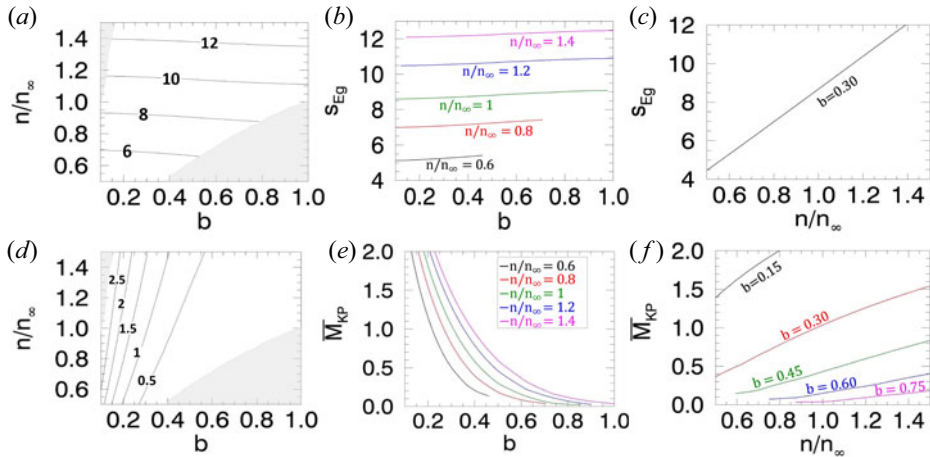 (a)
1.4
1.2
1.0
0.8
0.6
n/n∞
12
10
8
6
0.2 0.4 0.6 0.8 1.0
b
(b)
12
10
8
6
4
sEg
n/n∞ = 1.4
n/n∞ = 1.2
n/n∞ = 1
n/n∞ = 0.8
n/n∞ = 0.6
0.2 0.4 0.6 0.8 1.0
b
(c)
12
10
8
6
4
sEg
b=0.30
0.6 0.8 1.0 1.2 1.4
n/n∞
(d)
1.4
1.2
1.0
0.8
0.6
n/n∞
2.5
2
1.5
1
0.5
0.2 0.4 0.6 0.8 1.0
b
(e)
2.0
1.5
1.0
0.5
0.0
M̅KP
−n/n∞ = 0.6
−n/n∞ = 0.8
−n/n∞ = 1
−n/n∞ = 1.2
−n/n∞ = 1.4
0.2 0.4 0.6 0.8 1.0
b
(f)
2.0
1.5
1.0
0.5
0.0
M̅KP
b=0.15
b = 0.30
b = 0.45
b = 0.60
b = 0.75
0.6 0.8 1.0 1.2 1.4
n/n∞